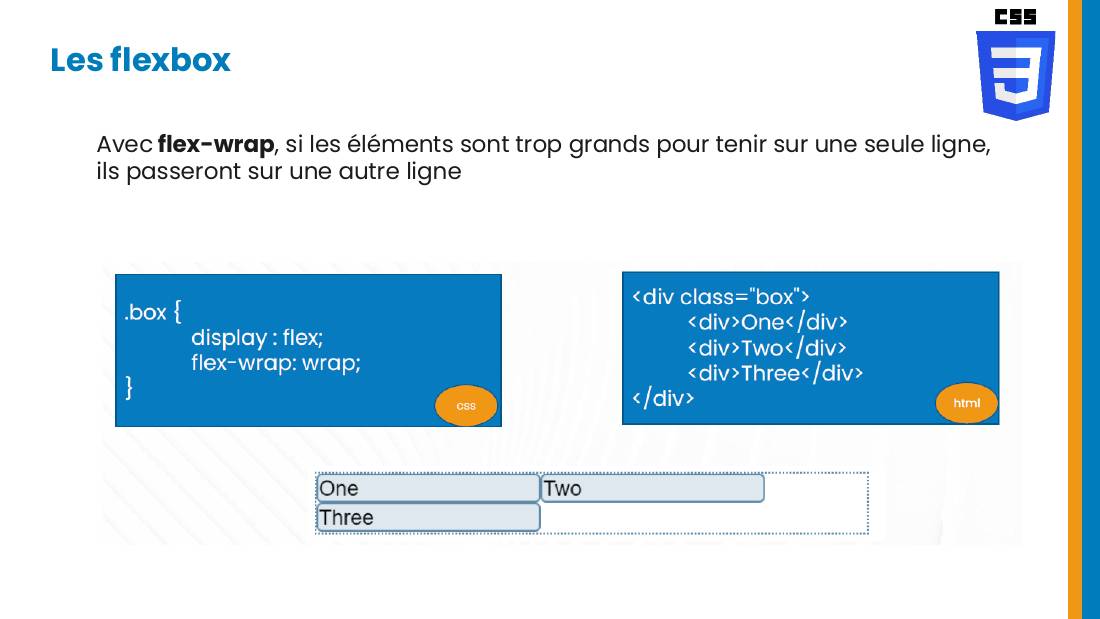 CSS
Les flexbox
Avec flex-wrap, si les éléments sont trop grands pour tenir sur une seule ligne,
ils passeront sur une autre ligne
.box {
display : flex;
flex-wrap: wrap;
}
css
<div class="box">
<div>One</div>
<div>Two</div>
<div>Three</div>
</div>
html
One Two
Three